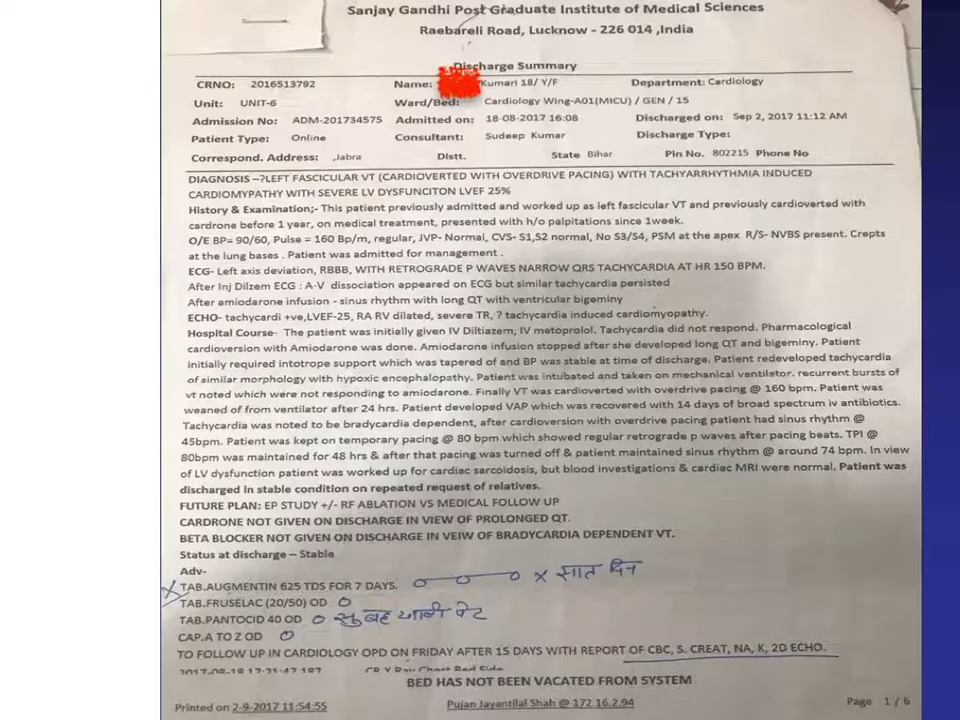 Sanjay Gandhi Post Graduate Institute of Medical Sciences
Raebareli Road, Lucknow - 226 014 ,India
Discharge Summary
CRNO: 2016513792 Name: Kumari 18/ Y/F Department: Cardiology
Unit: UNIT-6 Ward/Bed: Cardiology Wing-A01(MICU) / GEN / 15
Admission No: ADM-201734575 Admitted on: 18-08-2017 16:08 Discharged on: Sep 2, 2017 11:12 AM
Patient Type: Online Consultant: Sudeep Kumar Discharge Type:
Correspond. Address: ,Jabra Distt. State Bihar Pin No. 802215 Phone No
DIAGNOSIS –?LEFT FASCICULAR VT (CARDIOVERTED WITH OVERDRIVE PACING) WITH TACHYARRHYTHMIA INDUCED
CARDIOMYPATHY WITH SEVERE LV DYSFUNCITON LVEF 25%
History & Examination;- This patient previously admitted and worked up as left fascicular VT and previously cardioverted with
cardrone before 1 year, on medical treatment, presented with h/o palpitations since 1week.
O/E BP= 90/60, Pulse = 160 Bp/m, regular, JVP- Normal, CVS- S1,S2 normal, No S3/S4, PSM at the apex R/S- NVBS present. Crepts
at the lung bases . Patient was admitted for management .
ECG- Left axis deviation, RBBB, WITH RETROGRADE P WAVES NARROW QRS TACHYCARDIA AT HR 150 BPM.
After Inj Dilzem ECG : A-V dissociation appeared on ECG but similar tachycardia persisted
After amiodarone infusion - sinus rhythm with long QT with ventricular bigeminy
ECHO- tachycardi +ve,LVEF-25, RA RV dilated, severe TR, ? tachycardia induced cardiomyopathy.
Hospital Course- The patient was initially given IV Diltiazem, IV metoprolol. Tachycardia did not respond. Pharmacological
cardioversion with Amiodarone was done. Amiodarone infusion stopped after she developed long QT and bigeminy. Patient
initially required intotrope support which was tapered of and BP was stable at time of discharge. Patient redeveloped tachycardia
of similar morphology with hypoxic encephalopathy. Patient was intubated and taken on mechanical ventilator. recurrent bursts of
vt noted which were not responding to amiodarone. Finally VT was cardioverted with overdrive pacing @ 160 bpm. Patient was
weaned of from ventilator after 24 hrs. Patient developed VAP which was recovered with 14 days of broad spectrum iv antibiotics.
Tachycardia was noted to be bradycardia dependent, after cardioversion with overdrive pacing patient had sinus rhythm @
45bpm. Patient was kept on temporary pacing @ 80 bpm which showed regular retrograde p waves after pacing beats. TPI @
80bpm was maintained for 48 hrs & after that pacing was turned off & patient maintained sinus rhythm @ around 74 bpm. In view
of LV dysfunction patient was worked up for cardiac sarcoidosis, but blood investigations & cardiac MRI were normal. Patient was
discharged in stable condition on repeated request of relatives.
FUTURE PLAN: EP STUDY +/- RF ABLATION VS MEDICAL FOLLOW UP
CARDRONE NOT GIVEN ON DISCHARGE IN VIEW OF PROLONGED QT.
BETA BLOCKER NOT GIVEN ON DISCHARGE IN VEIW OF BRADYCARDIA DEPENDENT VT.
Status at discharge – Stable
Adv-
TAB.AUGMENTIN 625 TDS FOR 7 DAYS. 0—0—0 x सात दिन
TAB.FRUSELAC (20/50) OD 0
TAB.PANTOCID 40 OD 0 सुबह खाली पेट
CAP.A TO Z OD 0
TO FOLLOW UP IN CARDIOLOGY OPD ON FRIDAY AFTER 15 DAYS WITH REPORT OF CBC, S. CREAT, NA, K, 2D ECHO.
BED HAS NOT BEEN VACATED FROM SYSTEM
Printed on 2-9-2017 11:54:55 Pujan Jayantilal Shah @ 172.16.2.94 Page 1 / 6